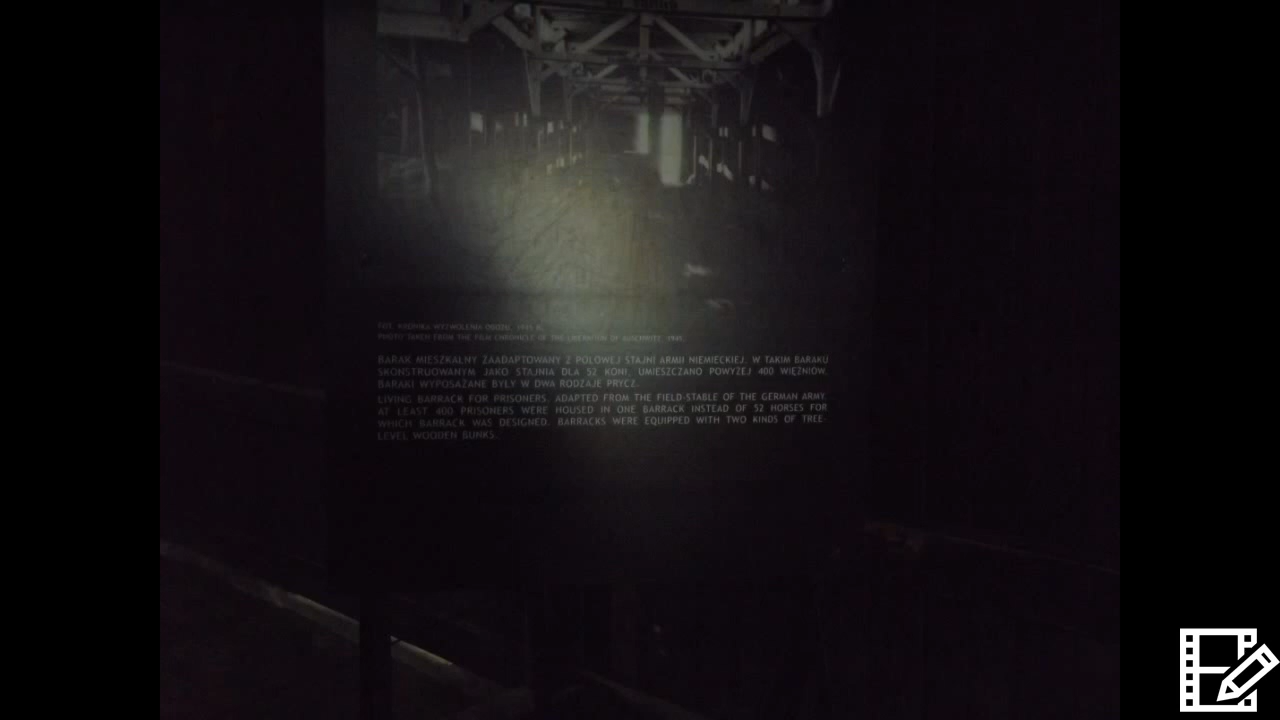 FOT. KRONIKA WYZWOLENIA OBOZU, 1945 R.
PHOTO TAKEN FROM THE FILM CHRONICLE OF THE LIBERATION OF AUSCHWITZ, 1945.
BARAK MIESZKALNY ZAADAPTOWANY Z POLOWEJ STAJNI ARMII NIEMIECKIEJ. W TAKIM BARAKU
SKONSTRUOWANYM JAKO STAJNIA DLA 52 KONI, UMIESZCZANO POWYŻEJ 400 WIĘŹNIÓW.
BARAKI WYPOSAŻANE BYŁY W DWA RODZAJE PRYCZ.
LIVING BARRACK FOR PRISONERS, ADAPTED FROM THE FIELD-STABLE OF THE GERMAN ARMY.
AT LEAST 400 PRISONERS WERE HOUSED IN ONE BARRACK INSTEAD OF 52 HORSES FOR
WHICH BARRACK WAS DESIGNED. BARRACKS WERE EQUIPPED WITH TWO KINDS OF TREE-
LEVEL WOODEN BUNKS.